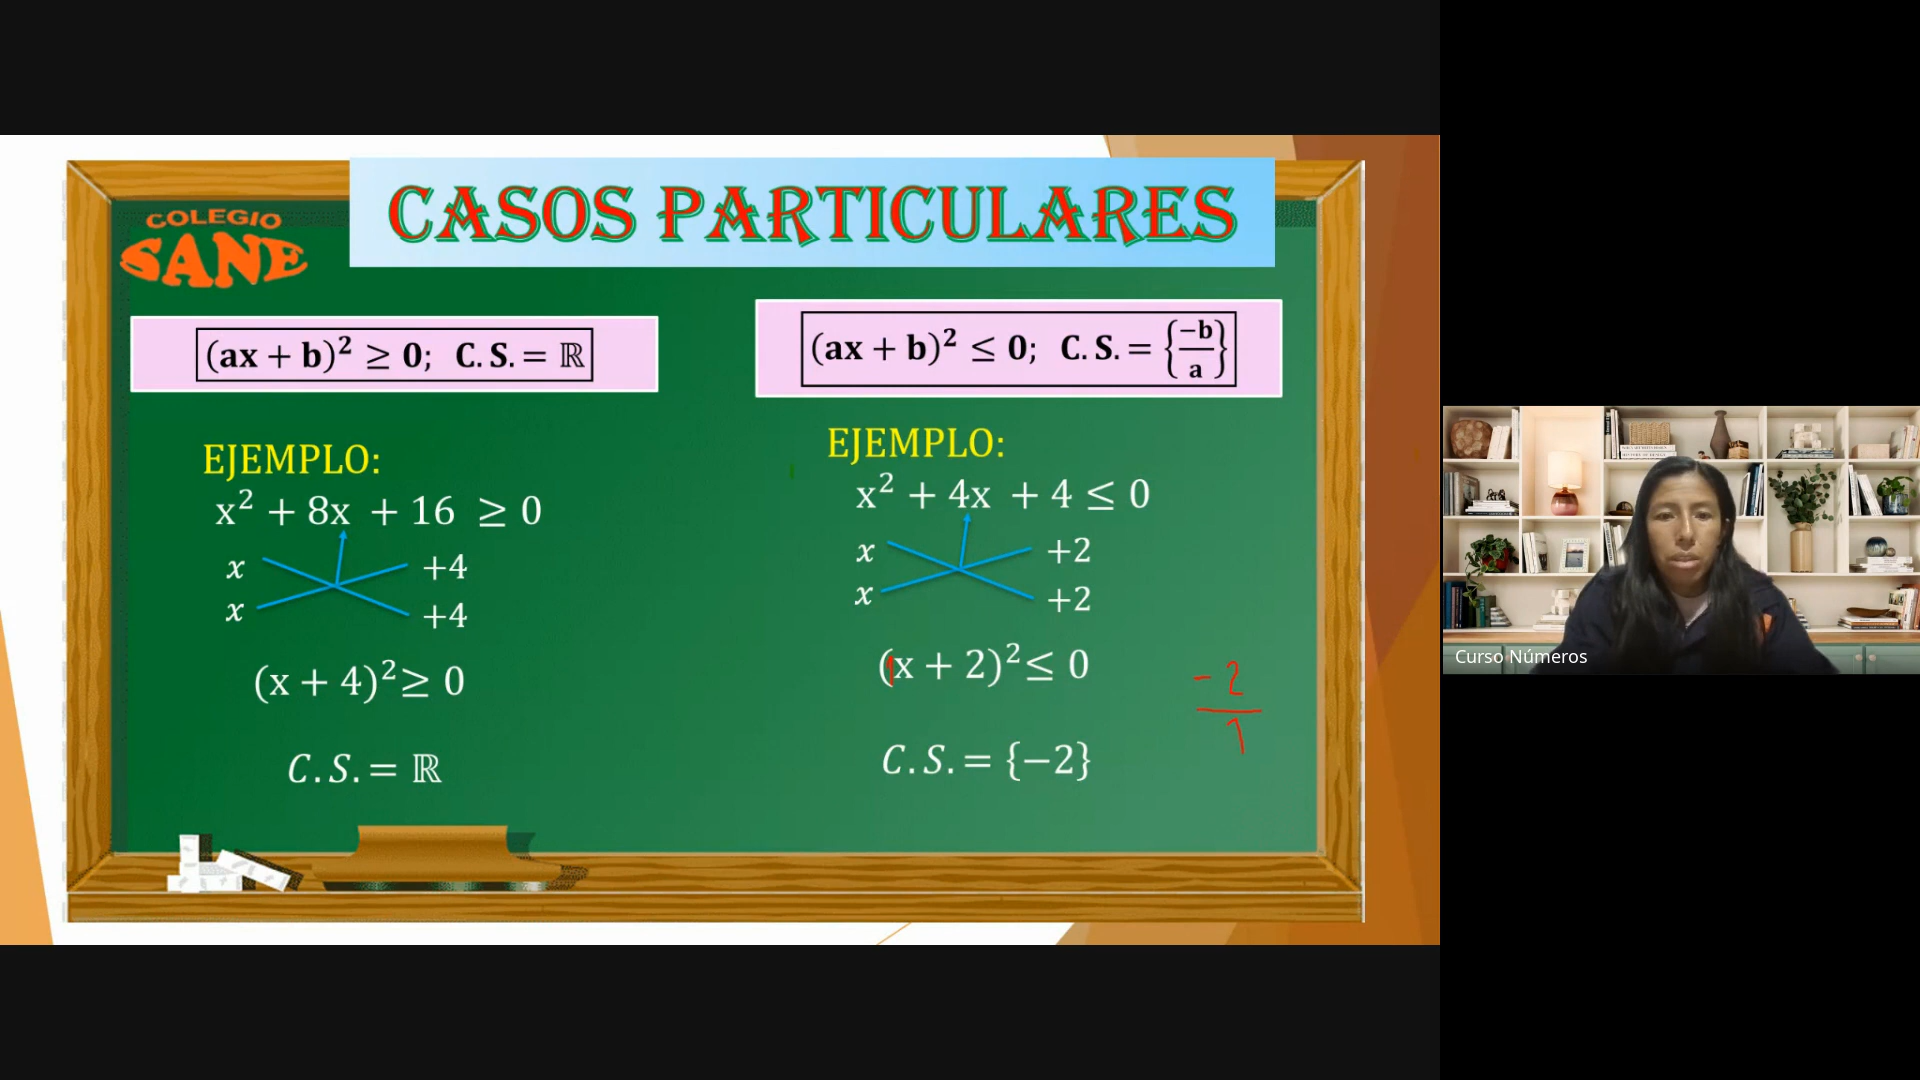 CASOS PARTICULARES
COLEGIO
SANE
(ax + b)² ≥ 0; C.S. = ℝ
EJEMPLO:
x² + 8x + 16 ≥ 0
x +4
x +4
(x + 4)² ≥ 0
C.S. = ℝ
(ax + b)² ≤ 0; C.S. = {-b/a}
EJEMPLO:
x² + 4x + 4 ≤ 0
x +2
x +2
(x + 2)² ≤ 0
C.S. = {−2}
-2
1
Curso Números